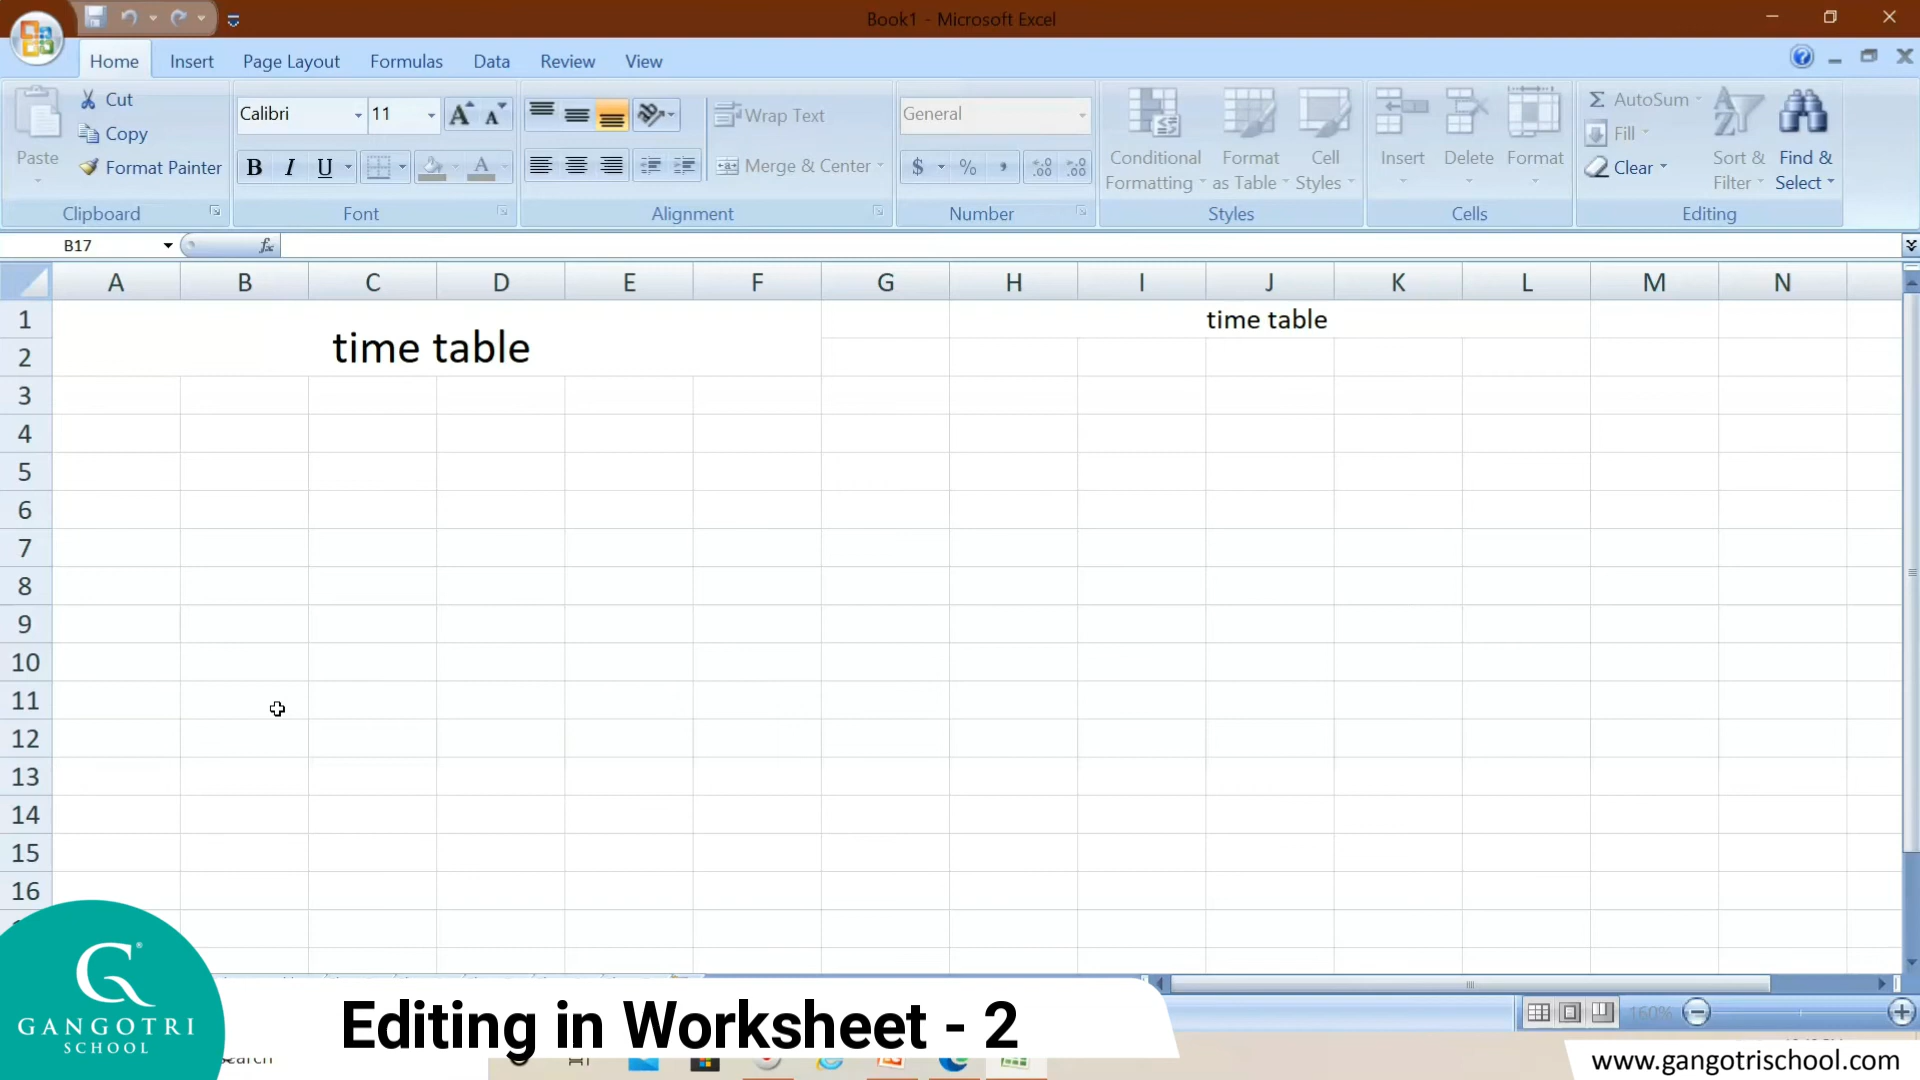 Book1 - Microsoft Excel
Home Insert Page Layout Formulas Data Review View
Paste
Cut
Copy
Format Painter
Clipboard
Calibri 11
B I U
Font
Wrap Text
Merge & Center
Alignment
General
$ % ,
Number
Conditional Formatting
Format as Table
Cell Styles
Styles
Insert Delete Format
Cells
Σ AutoSum
Fill
Clear
Sort & Filter
Find & Select
Editing
B17 fx
A B C D E F G H I J K L M N
1
time table
time table
2
3
4
5
6
7
8
9
10
11
12
13
14
15
16
160%
GANGOTRI
SCHOOL
Editing in Worksheet - 2
www.gangotrischool.com